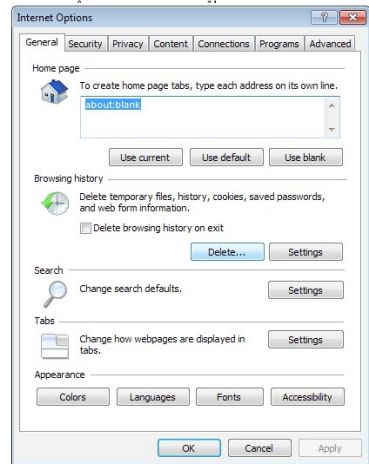 Internet Options
General Security Privacy Content Connections Programs Advanced
Home page
To create home page tabs, type each address on its own line.
about:blank
Use current Use default Use blank
Browsing history
Delete temporary files, history, cookies, saved passwords,
and web form information.
Delete browsing history on exit
Delete... Settings
Search
Change search defaults. Settings
Tabs
Change how webpages are displayed in
tabs.
Settings
Appearance
Colors Languages Fonts Accessibility
OK Cancel Apply